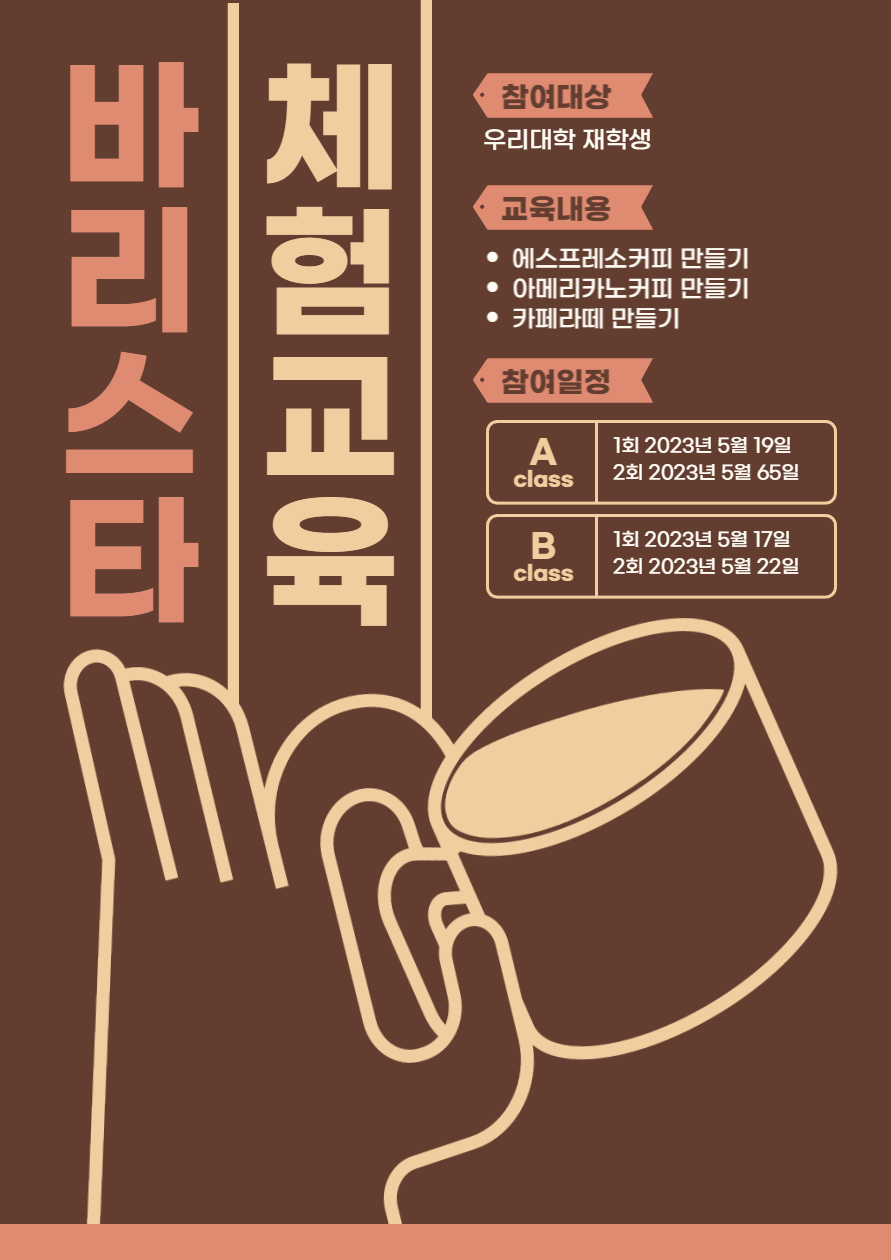 바리스타
체험교육
참여대상
우리대학 재학생
교육내용
• 에스프레소커피 만들기
• 아메리카노커피 만들기
• 카페라떼 만들기
참여일정
A
class
1회 2023년 5월 19일
2회 2023년 5월 65일
B
class
1회 2023년 5월 17일
2회 2023년 5월 22일